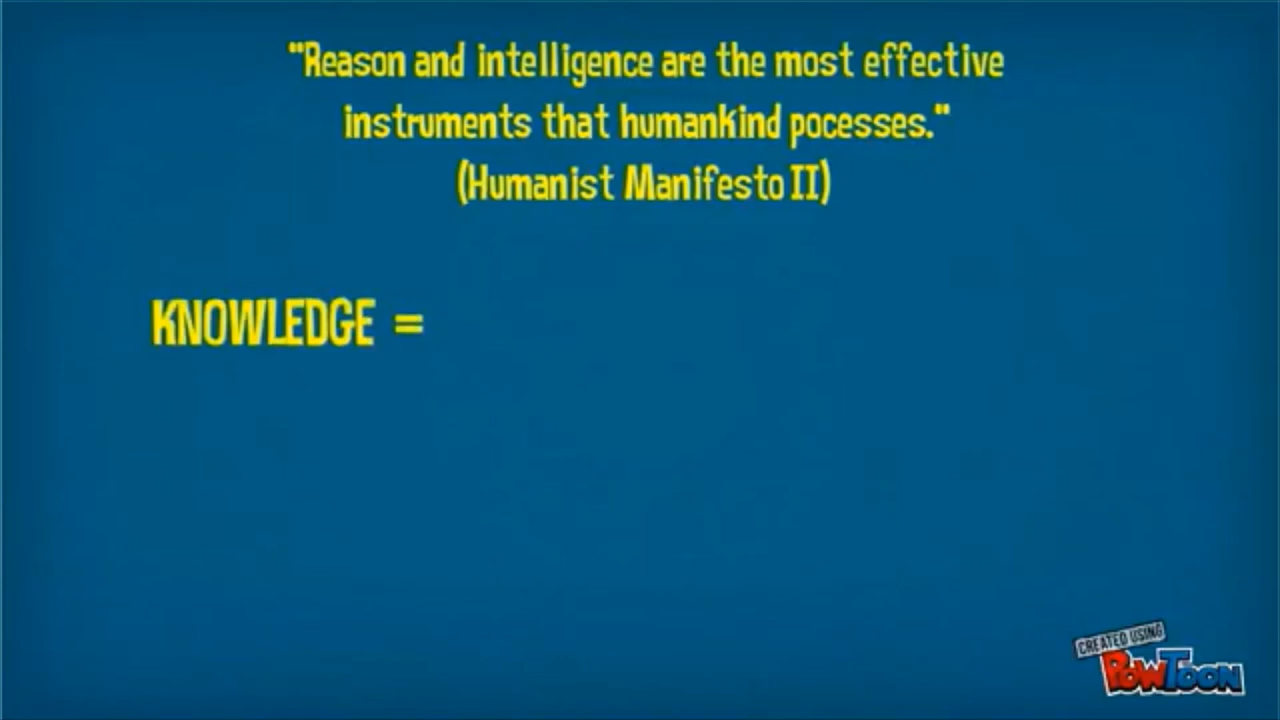 "Reason and intelligence are the most effective
instruments that humankind pocesses."
(Humanist Manifesto II)
KNOWLEDGE =
CREATED USING
POWTOON